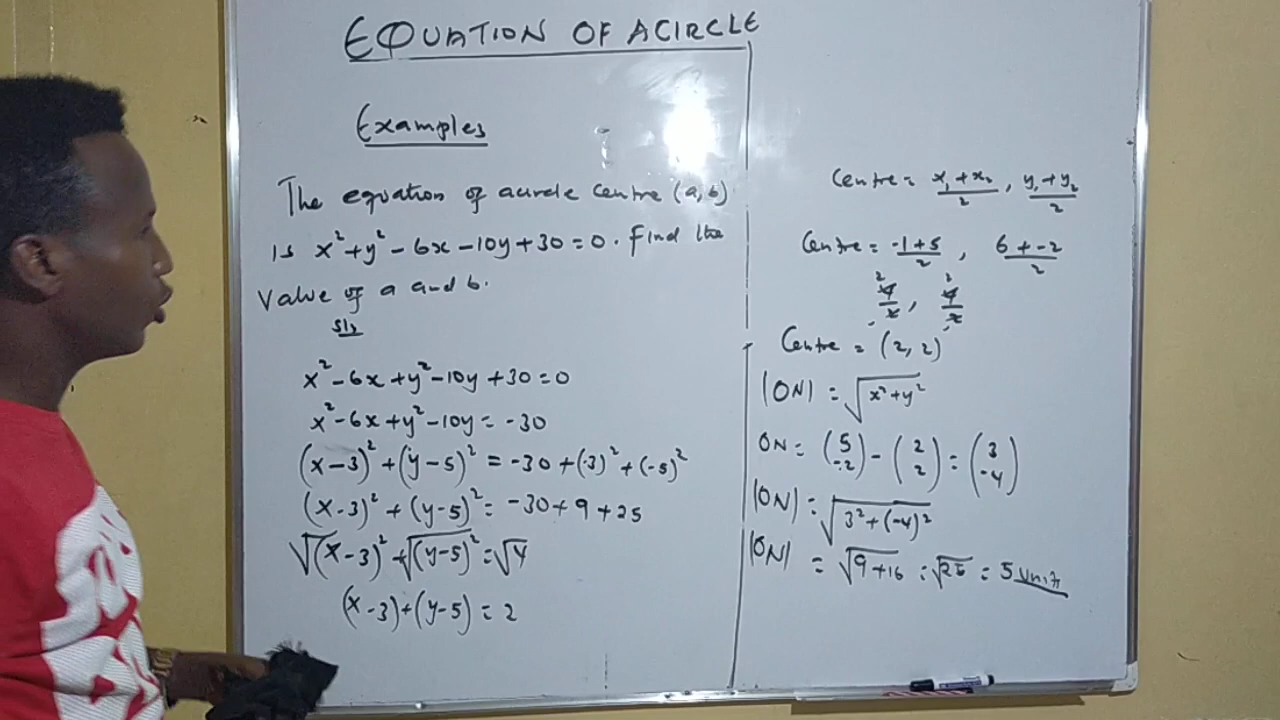 EQUATION OF A CIRCLE
Examples
The equation of a circle centre (a,b)
is x² + y² - 6x - 10y + 30 = 0. Find the
value of a and b.
Sln
x² - 6x + y² - 10y + 30 = 0
x² - 6x + y² - 10y = -30
(x - 3)² + (y - 5)² = -30 + (-3)² + (-5)²
(x - 3)² + (y - 5)² = -30 + 9 + 25
√(x - 3)² + √(y - 5)² = √4
(x - 3) + (y - 5) = 2
Centre = x₁ + x₂/2 , y₁ + y₂/2
Centre = -1 + 5/2 , 6 + -2/2
2 2
4/2 , 4/2
Centre = (2, 2)
|ON| = √x² + y²
ON = (5 -2) - (2 2) = (3 -4)
|ON| = √3² + (-4)²
|ON| = √9 + 16 = √25 = 5 units